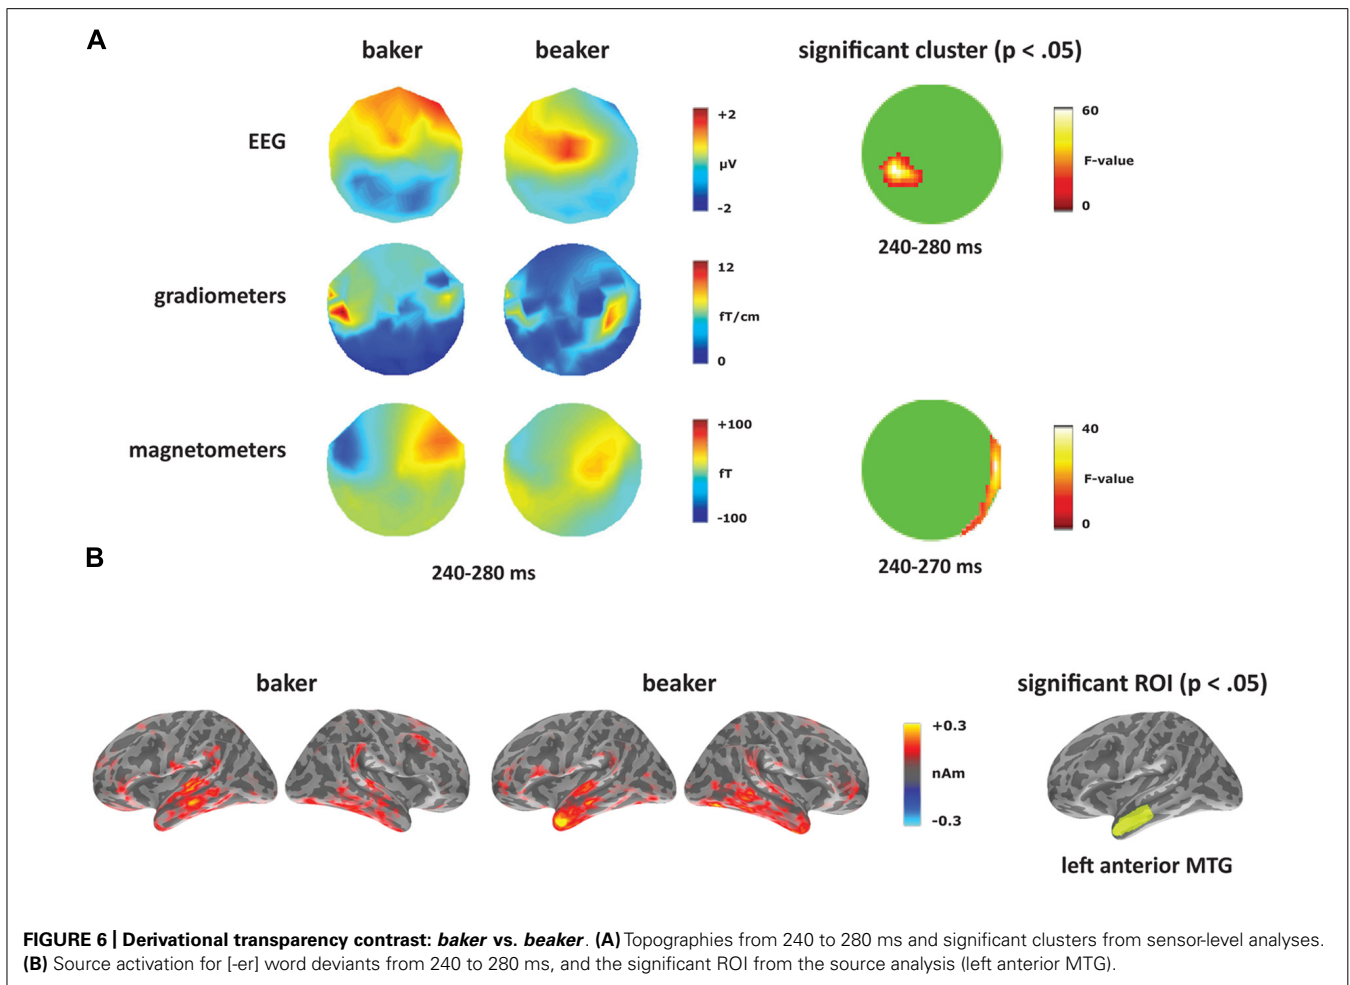 A
baker
beaker
significant cluster (p < .05)
EEG
+2
µV
-2
60
F-value
0
240-280 ms
gradiometers
12
fT/cm
0
magnetometers
+100
fT
-100
40
F-value
0
240-280 ms
240-270 ms
B
baker
beaker
significant ROI (p < .05)
+0.3
nAm
-0.3
left anterior MTG
FIGURE 6 | Derivational transparency contrast: baker vs. beaker. (A) Topographies from 240 to 280 ms and significant clusters from sensor-level analyses.
(B) Source activation for [-er] word deviants from 240 to 280 ms, and the significant ROI from the source analysis (left anterior MTG).